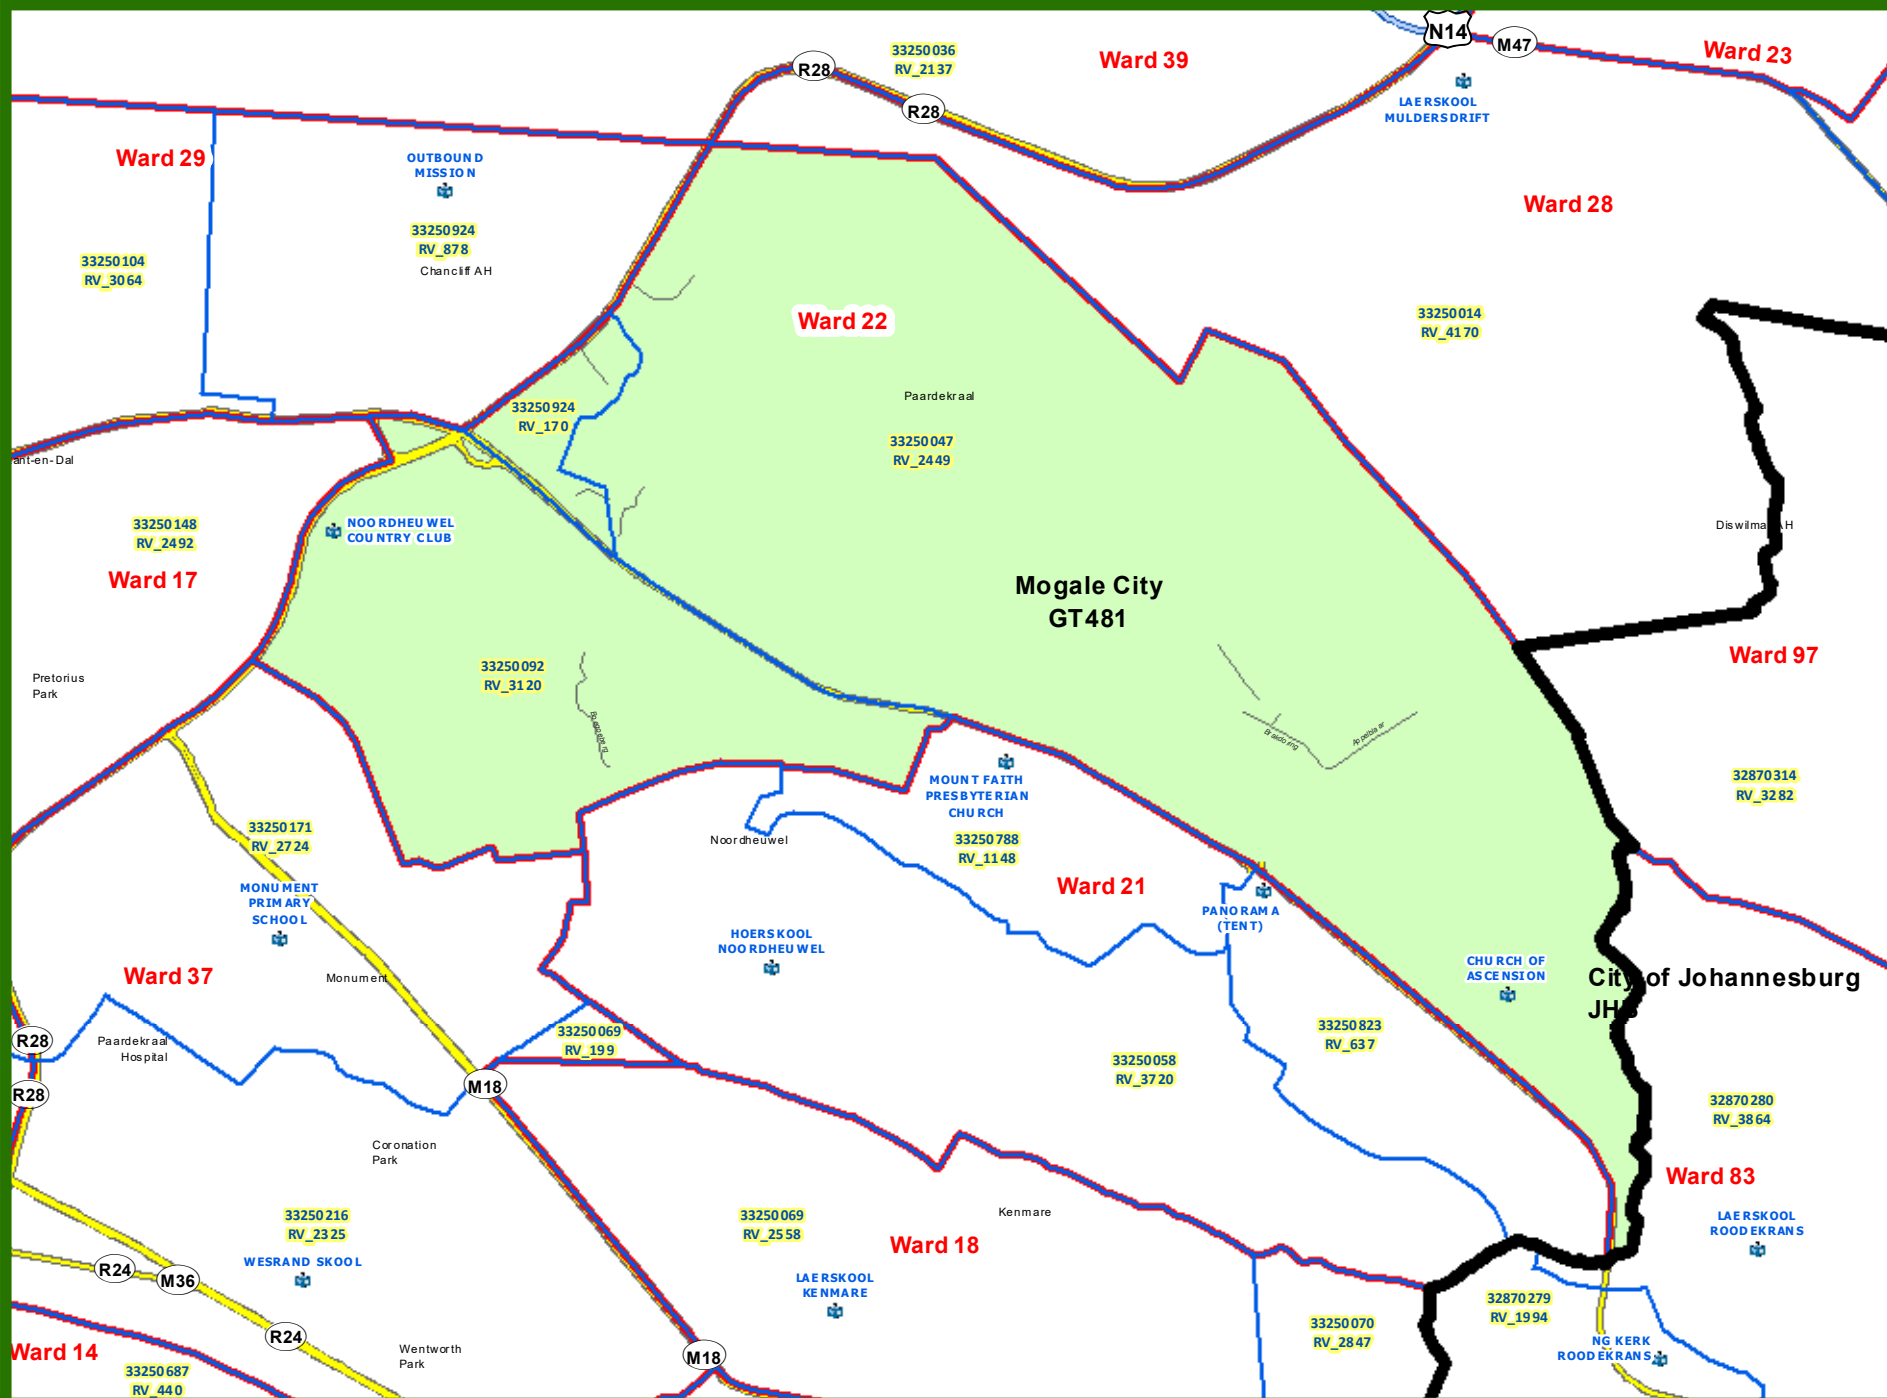 N14
M47
Ward 23
33250036
RV_2137
Ward 39
R28
R28
LAERSKOOL
MULDERSDRIFT
Ward 29
OUTBOUND
MISSION
Ward 28
33250924
RV_878
Chancliff AH
33250104
RV_3064
Ward 22
33250014
RV_4170
Paardekraal
33250924
RV_170
33250047
RV_2449
ant-en-Dal
33250148
RV_2492
NOORDHEUWEL
COUNTRY CLUB
Ward 17
Mogale City
GT481
Ward 97
33250092
RV_3120
Pretorius
Park
Brakdoring
Appelblaar
33250171
RV_2724
MOUNT FAITH
PRESBYTERIAN
CHURCH
32870314
RV_3282
Noordheuwel
33250788
RV_1148
MONUMENT
PRIMARY
SCHOOL
Ward 21
PANORAMA
(TENT)
HOERSKOOL
NOORDHEUWEL
CHURCH OF
ASCENSION
Ward 37
Monument
City of Johannesburg
R28
Paardekraal
Hospital
33250069
RV_199
33250823
RV_637
33250058
RV_3720
R28
M18
32870280
RV_3864
Coronation
Park
Ward 83
33250216
RV_2325
33250069
RV_2558
Kenmare
LAERSKOOL
ROODEKRANS
Ward 18
WESRAND SKOOL
R24
M36
LAERSKOOL
KENMARE
32870279
RV_1994
33250070
RV_2847
R24
Ward 14
Wentworth
Park
M18
NG KERK
ROODEKRANS
33250687
RV_440